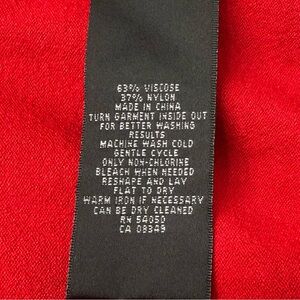 63% VISCOSE
37% NYLON
MADE IN CHINA
TURN GARMENT INSIDE OUT
FOR BETTER WASHING
RESULTS
MACHINE WASH COLD
GENTLE CYCLE
ONLY NON-CHLORINE
BLEACH WHEN NEEDED
RESHAPE AND LAY
FLAT TO DRY
WARM IRON IF NECESSARY
CAN BE DRY CLEANED
RN 54050
CA 08349